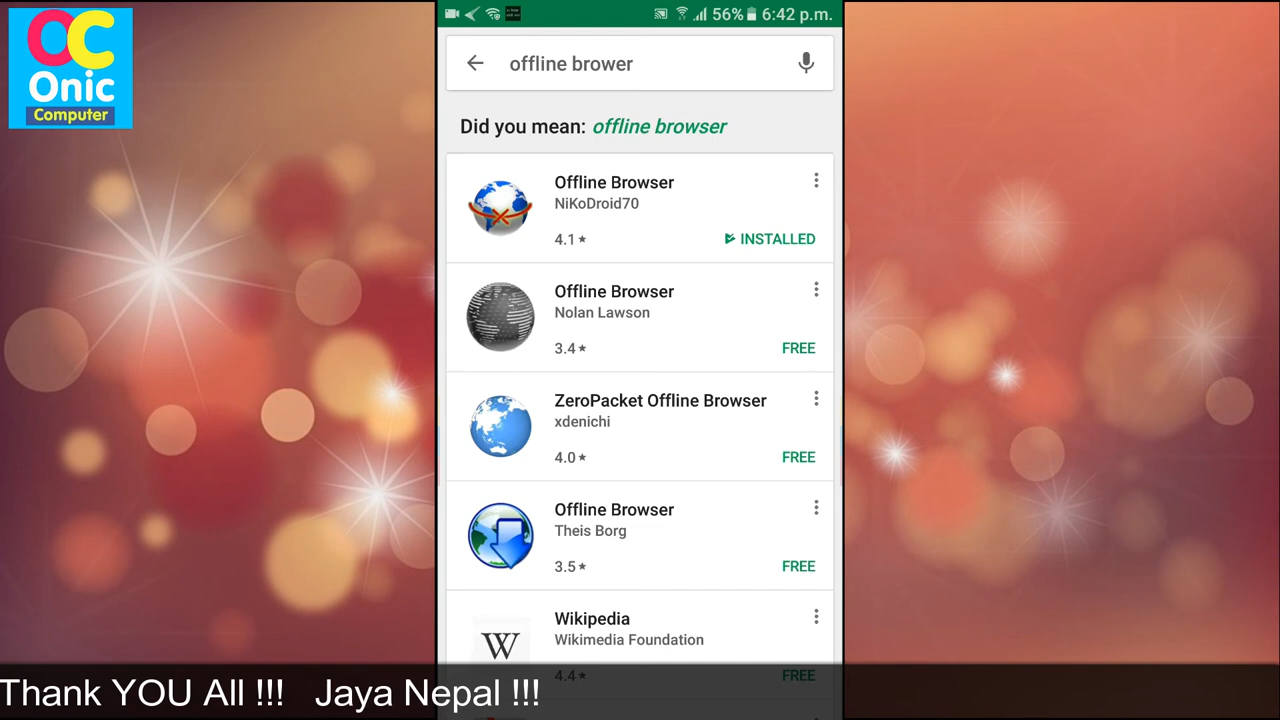 OC
Onic
Computer
56% 6:42 p.m.
offline brower
Did you mean: offline browser
Offline Browser
NiKoDroid70
4.1★ INSTALLED
Offline Browser
Nolan Lawson
3.4★ FREE
ZeroPacket Offline Browser
xdenichi
4.0★ FREE
Offline Browser
Theis Borg
3.5★ FREE
W
Wikipedia
Wikimedia Foundation
4.4★ FREE
Thank YOU All !!! Jaya Nepal !!!